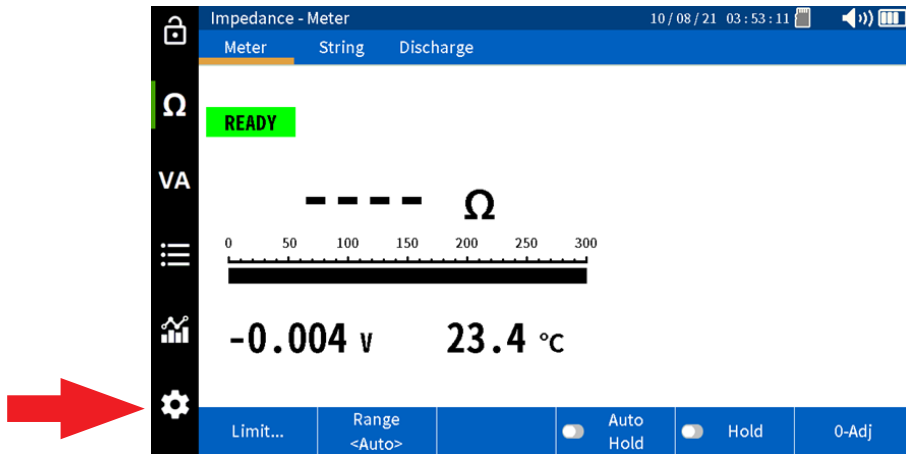 Impedance - Meter 10/08/21 03:53:11
Meter String Discharge
Ω
READY
VA
---- Ω
0 50 100 150 200 250 300
-0.004 V 23.4 °C
Limit... Range <Auto> Auto Hold Hold 0-Adj